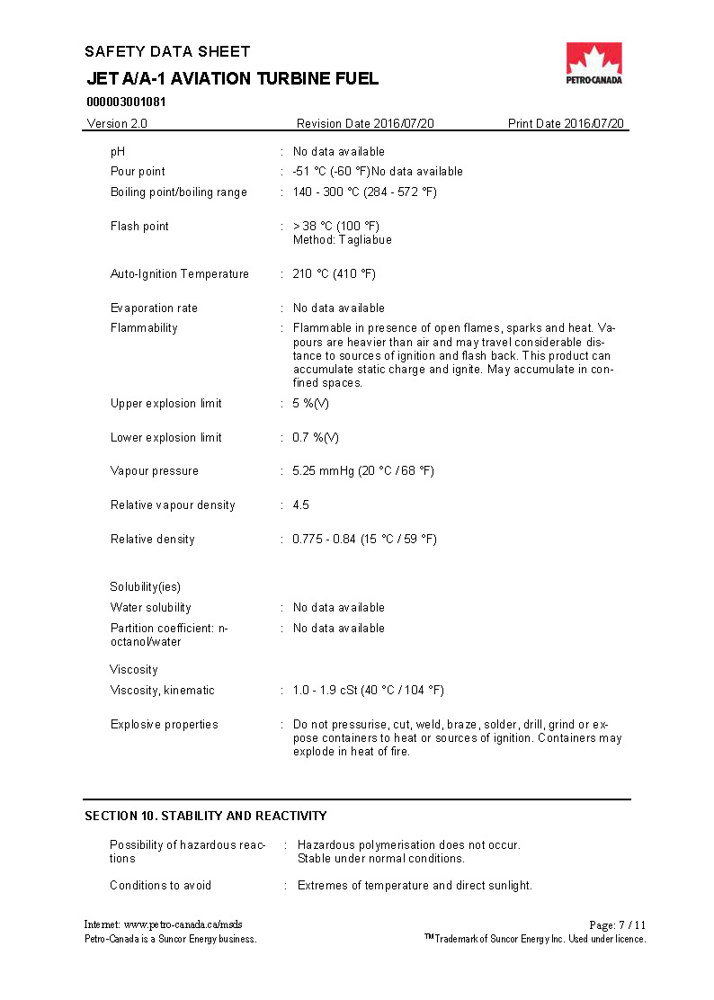 SAFETY DATA SHEET
JET A/A-1 AVIATION TURBINE FUEL
PETRO-CANADA
000003001081
Version 2.0 Revision Date 2016/07/20 Print Date 2016/07/20
pH : No data available
Pour point : -51 °C (-60 °F)No data available
Boiling point/boiling range : 140 - 300 °C (284 - 572 °F)
Flash point : > 38 °C (100 °F)
Method: Tagliabue
Auto-Ignition Temperature : 210 °C (410 °F)
Evaporation rate : No data available
Flammability : Flammable in presence of open flames, sparks and heat. Va-
pours are heavier than air and may travel considerable dis-
tance to sources of ignition and flash back. This product can
accumulate static charge and ignite. May accumulate in con-
fined spaces.
Upper explosion limit : 5 %(V)
Lower explosion limit : 0.7 %(V)
Vapour pressure : 5.25 mmHg (20 °C / 68 °F)
Relative vapour density : 4.5
Relative density : 0.775 - 0.84 (15 °C / 59 °F)
Solubility(ies)
Water solubility : No data available
Partition coefficient: n- : No data available
octanol/water
Viscosity
Viscosity, kinematic : 1.0 - 1.9 cSt (40 °C / 104 °F)
Explosive properties : Do not pressurise, cut, weld, braze, solder, drill, grind or ex-
pose containers to heat or sources of ignition. Containers may
explode in heat of fire.
SECTION 10. STABILITY AND REACTIVITY
Possibility of hazardous reac- : Hazardous polymerisation does not occur.
tions Stable under normal conditions.
Conditions to avoid : Extremes of temperature and direct sunlight.
Internet: www.petro-canada.ca/msds Page: 7 / 11
Petro-Canada is a Suncor Energy business. ™Trademark of Suncor Energy Inc. Used under licence.